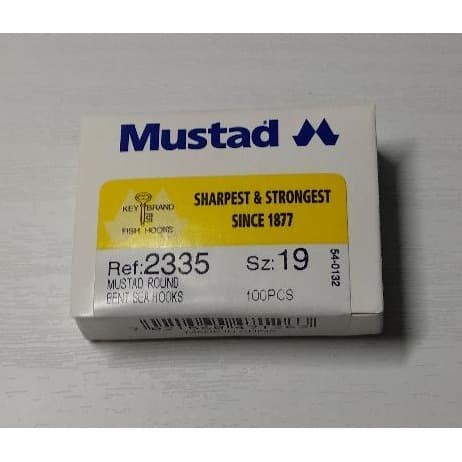 Mustad
KEY BRAND
FISH HOOKS
SHARPEST & STRONGEST
SINCE 1877
Ref:2335
Sz:19
MUSTAD ROUND
BENT SEA HOOKS
100PCS
54-0132